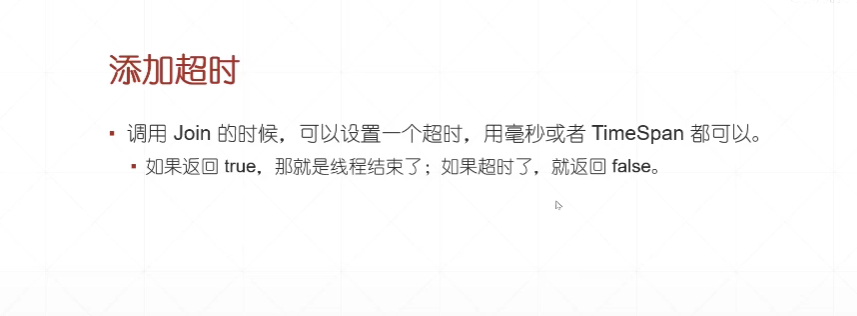 添加超时
▪ 调用 Join 的时候，可以设置一个超时，用毫秒或者 TimeSpan 都可以。
▪ 如果返回 true，那就是线程结束了；如果超时了，就返回 false。